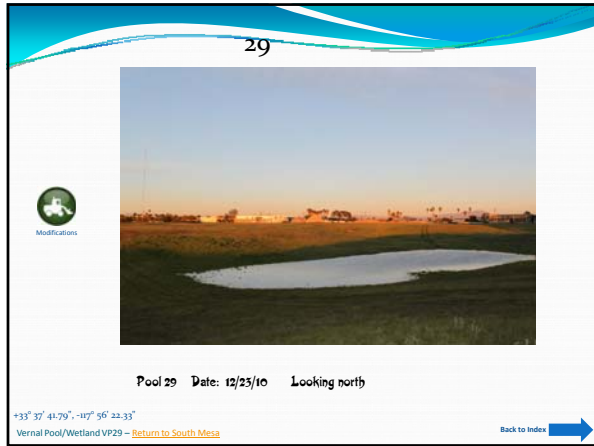 29
Modifications
Pool 29 Date: 12/23/10 Looking north
+33° 37' 41.79", -117° 56' 22.33"
Vernal Pool/Wetland VP29 – Return to South Mesa
Back to Index